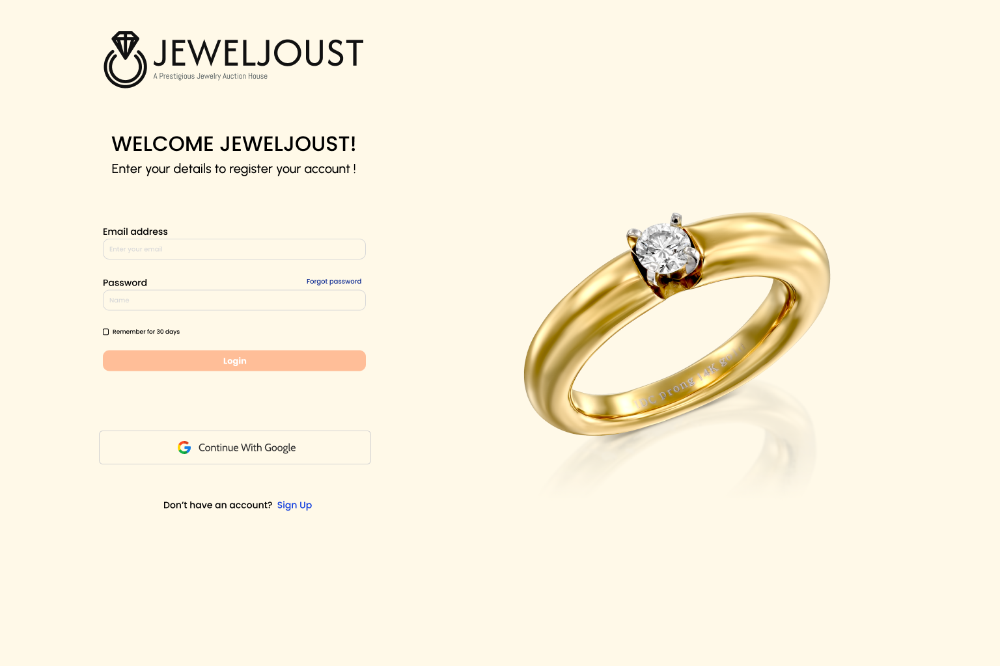 JEWELJOUST
A Prestigious Jewelry Auction House
WELCOME JEWELJOUST!
Enter your details to register your account !
Email address
Enter your email
Password
Forgot password
Name
Remember for 30 days
Login
Continue With Google
Don't have an account? Sign Up
prong 14K